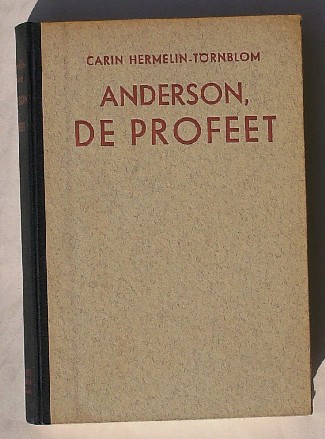 CARIN HERMELIN-TÖRNBLOM
ANDERSON,
DE PROFEET